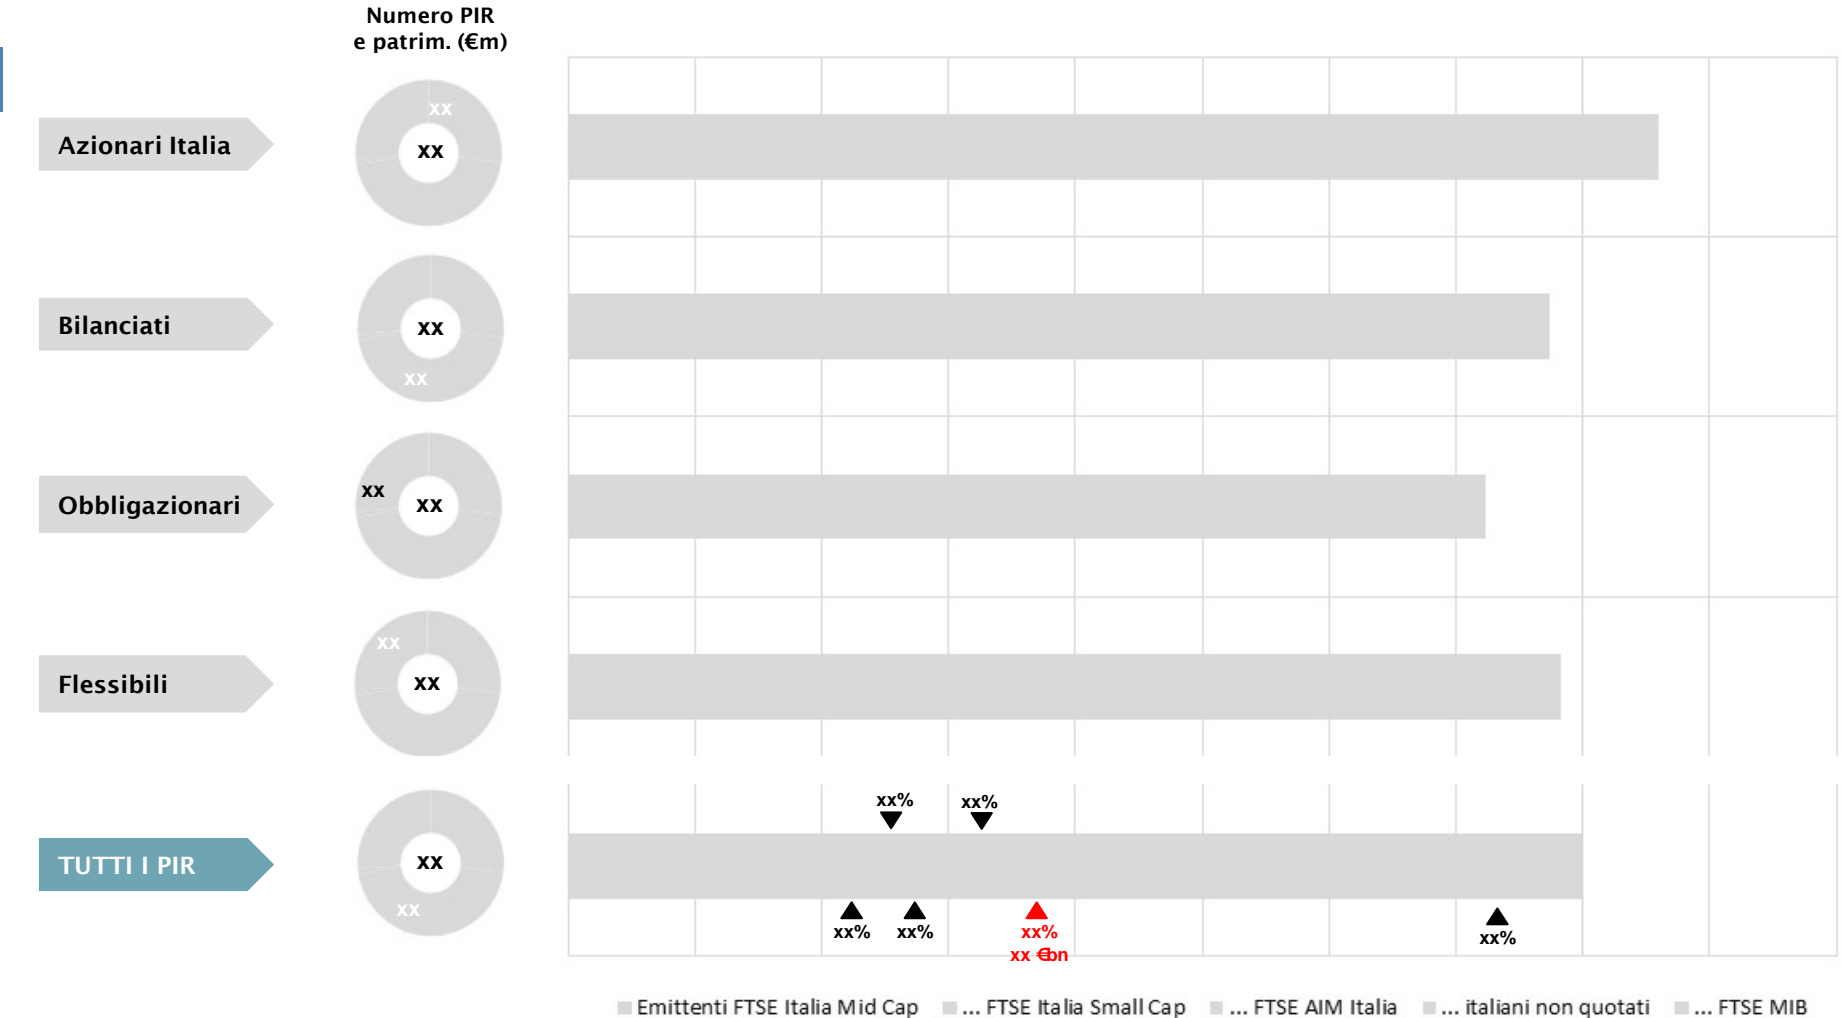 Numero PIR
e patrim. (€m)
xx
Azionari Italia
xx
Bilanciati
xx
xx
Obbligazionari
xx
xx
Flessibili
xx
xx
TUTTI I PIR
xx
xx
xx%
xx%
xx%
xx%
xx%
xx €bn
xx%
Emittenti FTSE Italia Mid Cap
... FTSE Italia Small Cap
... FTSE AIM Italia
... italiani non quotati
... FTSE MIB